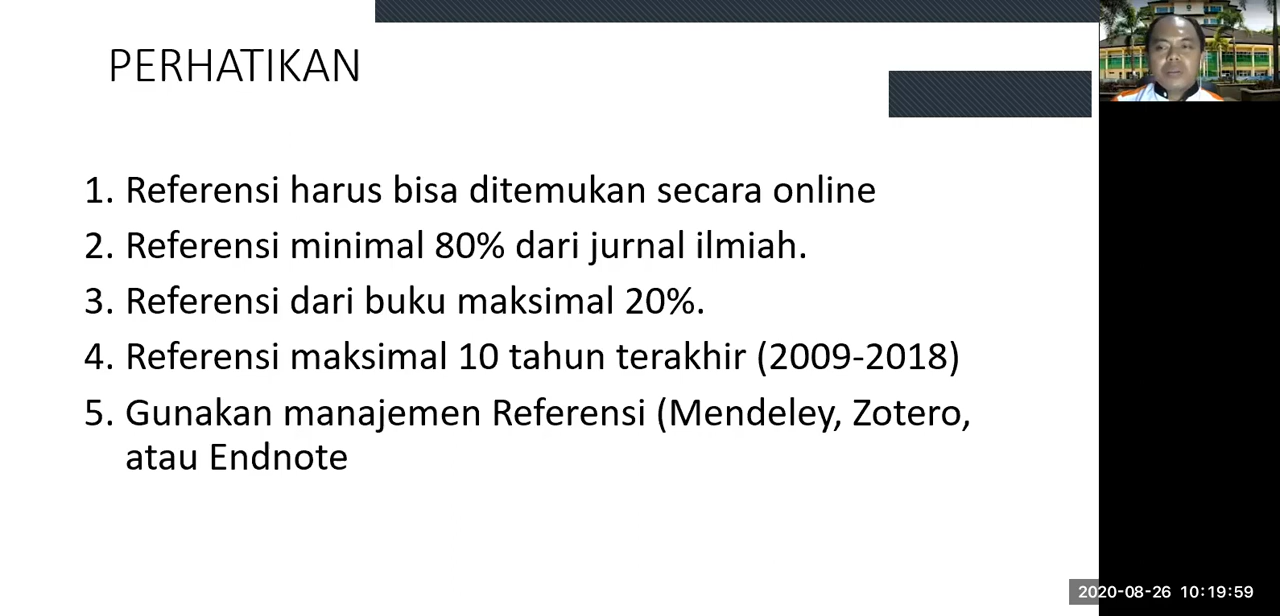 PERHATIKAN
1. Referensi harus bisa ditemukan secara online
2. Referensi minimal 80% dari jurnal ilmiah.
3. Referensi dari buku maksimal 20%.
4. Referensi maksimal 10 tahun terakhir (2009-2018)
5. Gunakan manajemen Referensi (Mendeley, Zotero,
atau Endnote
2020-08-26 10:19:59